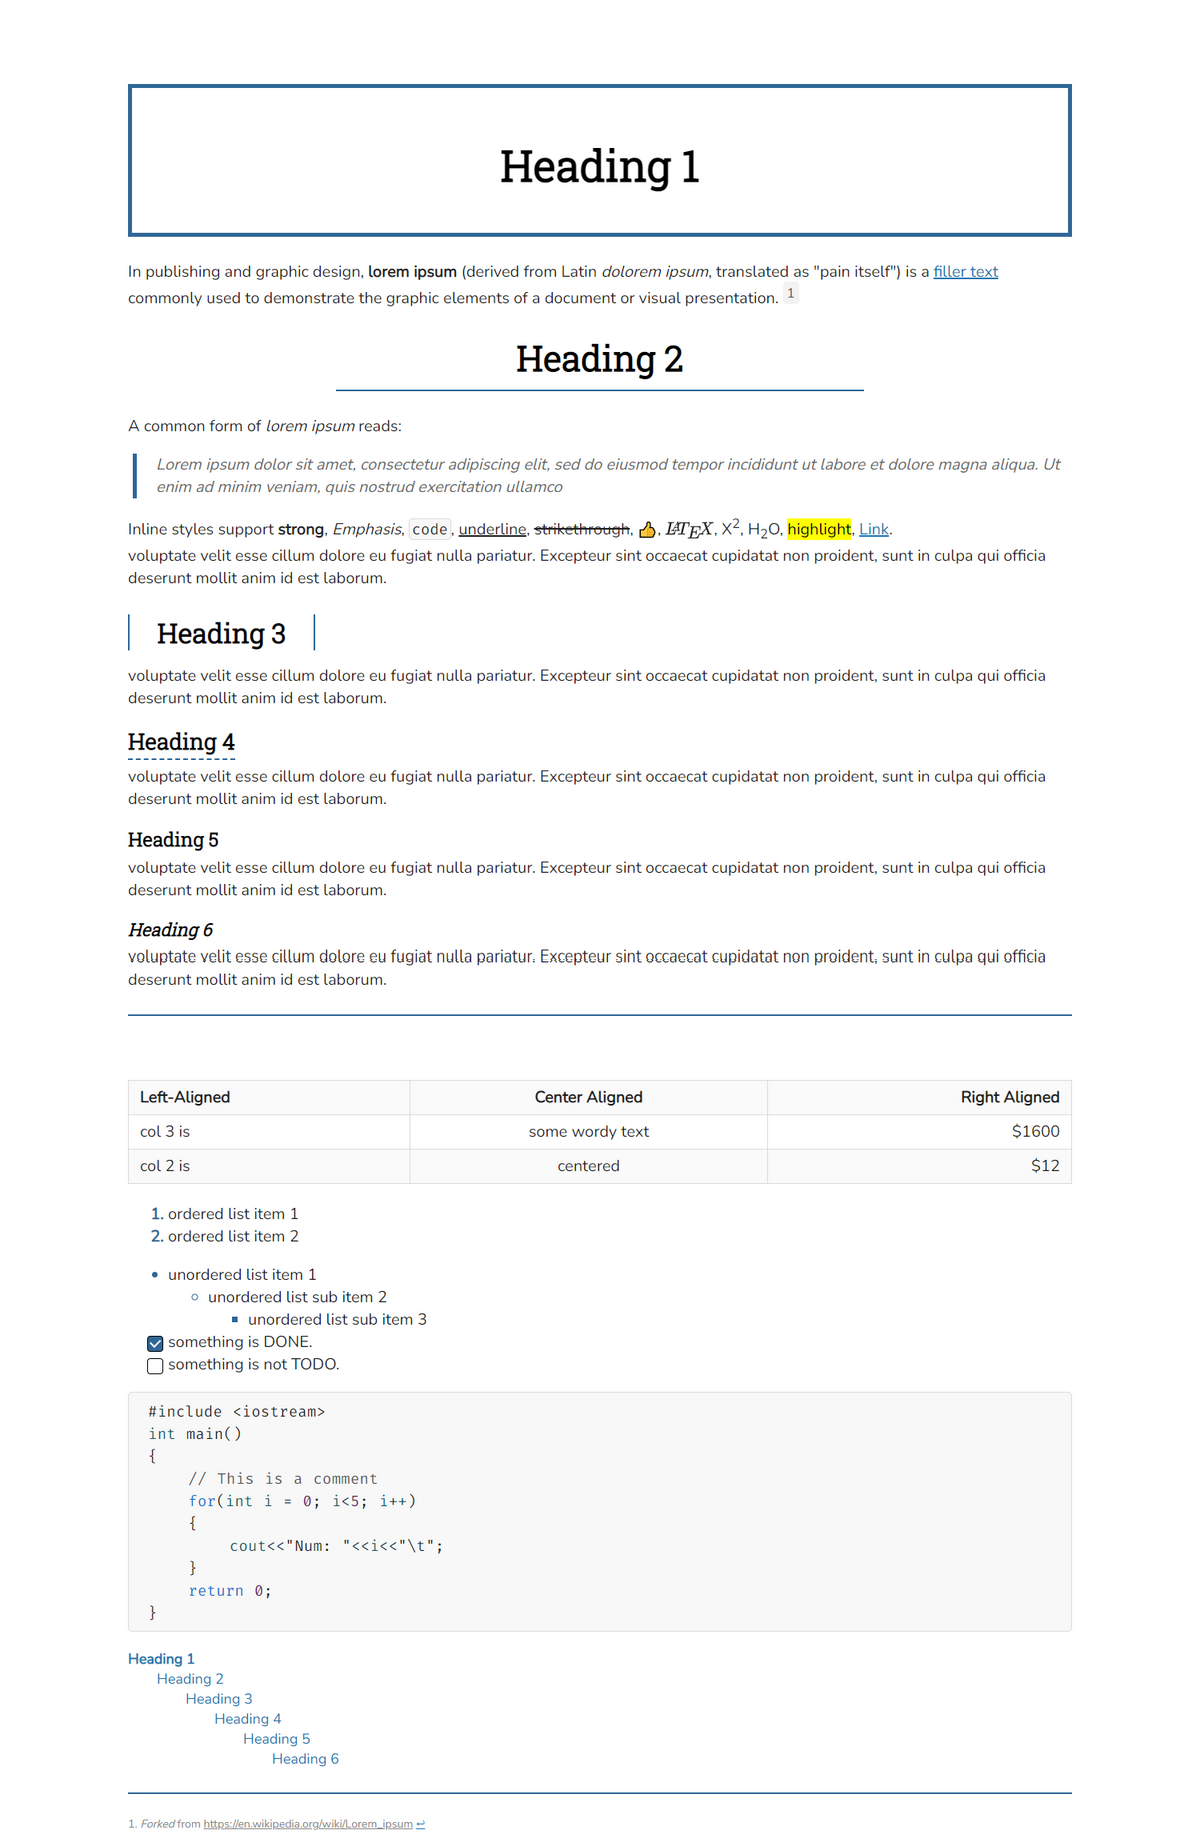 Heading 1
In publishing and graphic design, lorem ipsum (derived from Latin dolorem ipsum, translated as "pain itself") is a filler text
commonly used to demonstrate the graphic elements of a document or visual presentation. 1
Heading 2
A common form of lorem ipsum reads:
Lorem ipsum dolor sit amet, consectetur adipiscing elit, sed do eiusmod tempor incididunt ut labore et dolore magna aliqua. Ut
enim ad minim veniam, quis nostrud exercitation ullamco
Inline styles support strong, Emphasis, code, underline, strikethrough, 👍, LATEX, X2, H2O, highlight, Link.
voluptate velit esse cillum dolore eu fugiat nulla pariatur. Excepteur sint occaecat cupidatat non proident, sunt in culpa qui officia
deserunt mollit anim id est laborum.
Heading 3
voluptate velit esse cillum dolore eu fugiat nulla pariatur. Excepteur sint occaecat cupidatat non proident, sunt in culpa qui officia
deserunt mollit anim id est laborum.
Heading 4
voluptate velit esse cillum dolore eu fugiat nulla pariatur. Excepteur sint occaecat cupidatat non proident, sunt in culpa qui officia
deserunt mollit anim id est laborum.
Heading 5
voluptate velit esse cillum dolore eu fugiat nulla pariatur. Excepteur sint occaecat cupidatat non proident, sunt in culpa qui officia
deserunt mollit anim id est laborum.
Heading 6
voluptate velit esse cillum dolore eu fugiat nulla pariatur. Excepteur sint occaecat cupidatat non proident, sunt in culpa qui officia
deserunt mollit anim id est laborum.
Left-Aligned Center Aligned Right Aligned
col 3 is some wordy text $1600
col 2 is centered $12
1. ordered list item 1
2. ordered list item 2
• unordered list item 1
◦ unordered list sub item 2
▪ unordered list sub item 3
something is DONE.
something is not TODO.
#include <iostream>
int main()
{
// This is a comment
for(int i = 0; i<5; i++)
{
cout<<"Num: "<<i<<"\t";
}
return 0;
}
Heading 1
Heading 2
Heading 3
Heading 4
Heading 5
Heading 6
1. Forked from https://en.wikipedia.org/wiki/Lorem_ipsum ↩